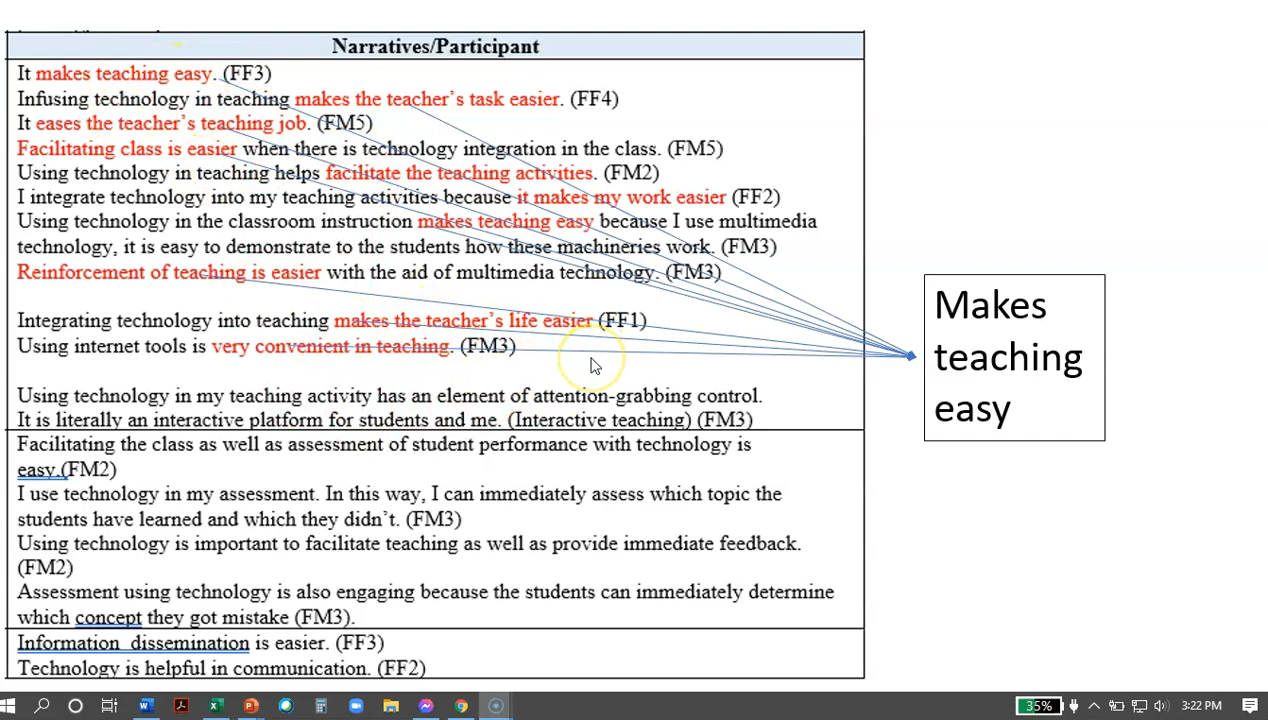 Narratives/Participant
It makes teaching easy. (FF3)
Infusing technology in teaching makes the teacher's task easier. (FF4)
It eases the teacher's teaching job. (FM5)
Facilitating class is easier when there is technology integration in the class. (FM5)
Using technology in teaching helps facilitate the teaching activities. (FM2)
I integrate technology into my teaching activities because it makes my work easier (FF2)
Using technology in the classroom instruction makes teaching easy because I use multimedia
technology, it is easy to demonstrate to the students how these machineries work. (FM3)
Reinforcement of teaching is easier with the aid of multimedia technology. (FM3)
Integrating technology into teaching makes the teacher's life easier (FF1)
Using internet tools is very convenient in teaching. (FM3)
Using technology in my teaching activity has an element of attention-grabbing control.
It is literally an interactive platform for students and me. (Interactive teaching) (FM3)
Facilitating the class as well as assessment of student performance with technology is
easy.(FM2)
I use technology in my assessment. In this way, I can immediately assess which topic the
students have learned and which they didn't. (FM3)
Using technology is important to facilitate teaching as well as provide immediate feedback.
(FM2)
Assessment using technology is also engaging because the students can immediately determine
which concept they got mistake (FM3).
Information dissemination is easier. (FF3)
Technology is helpful in communication. (FF2)
Makes
teaching
easy
35%
3:22 PM